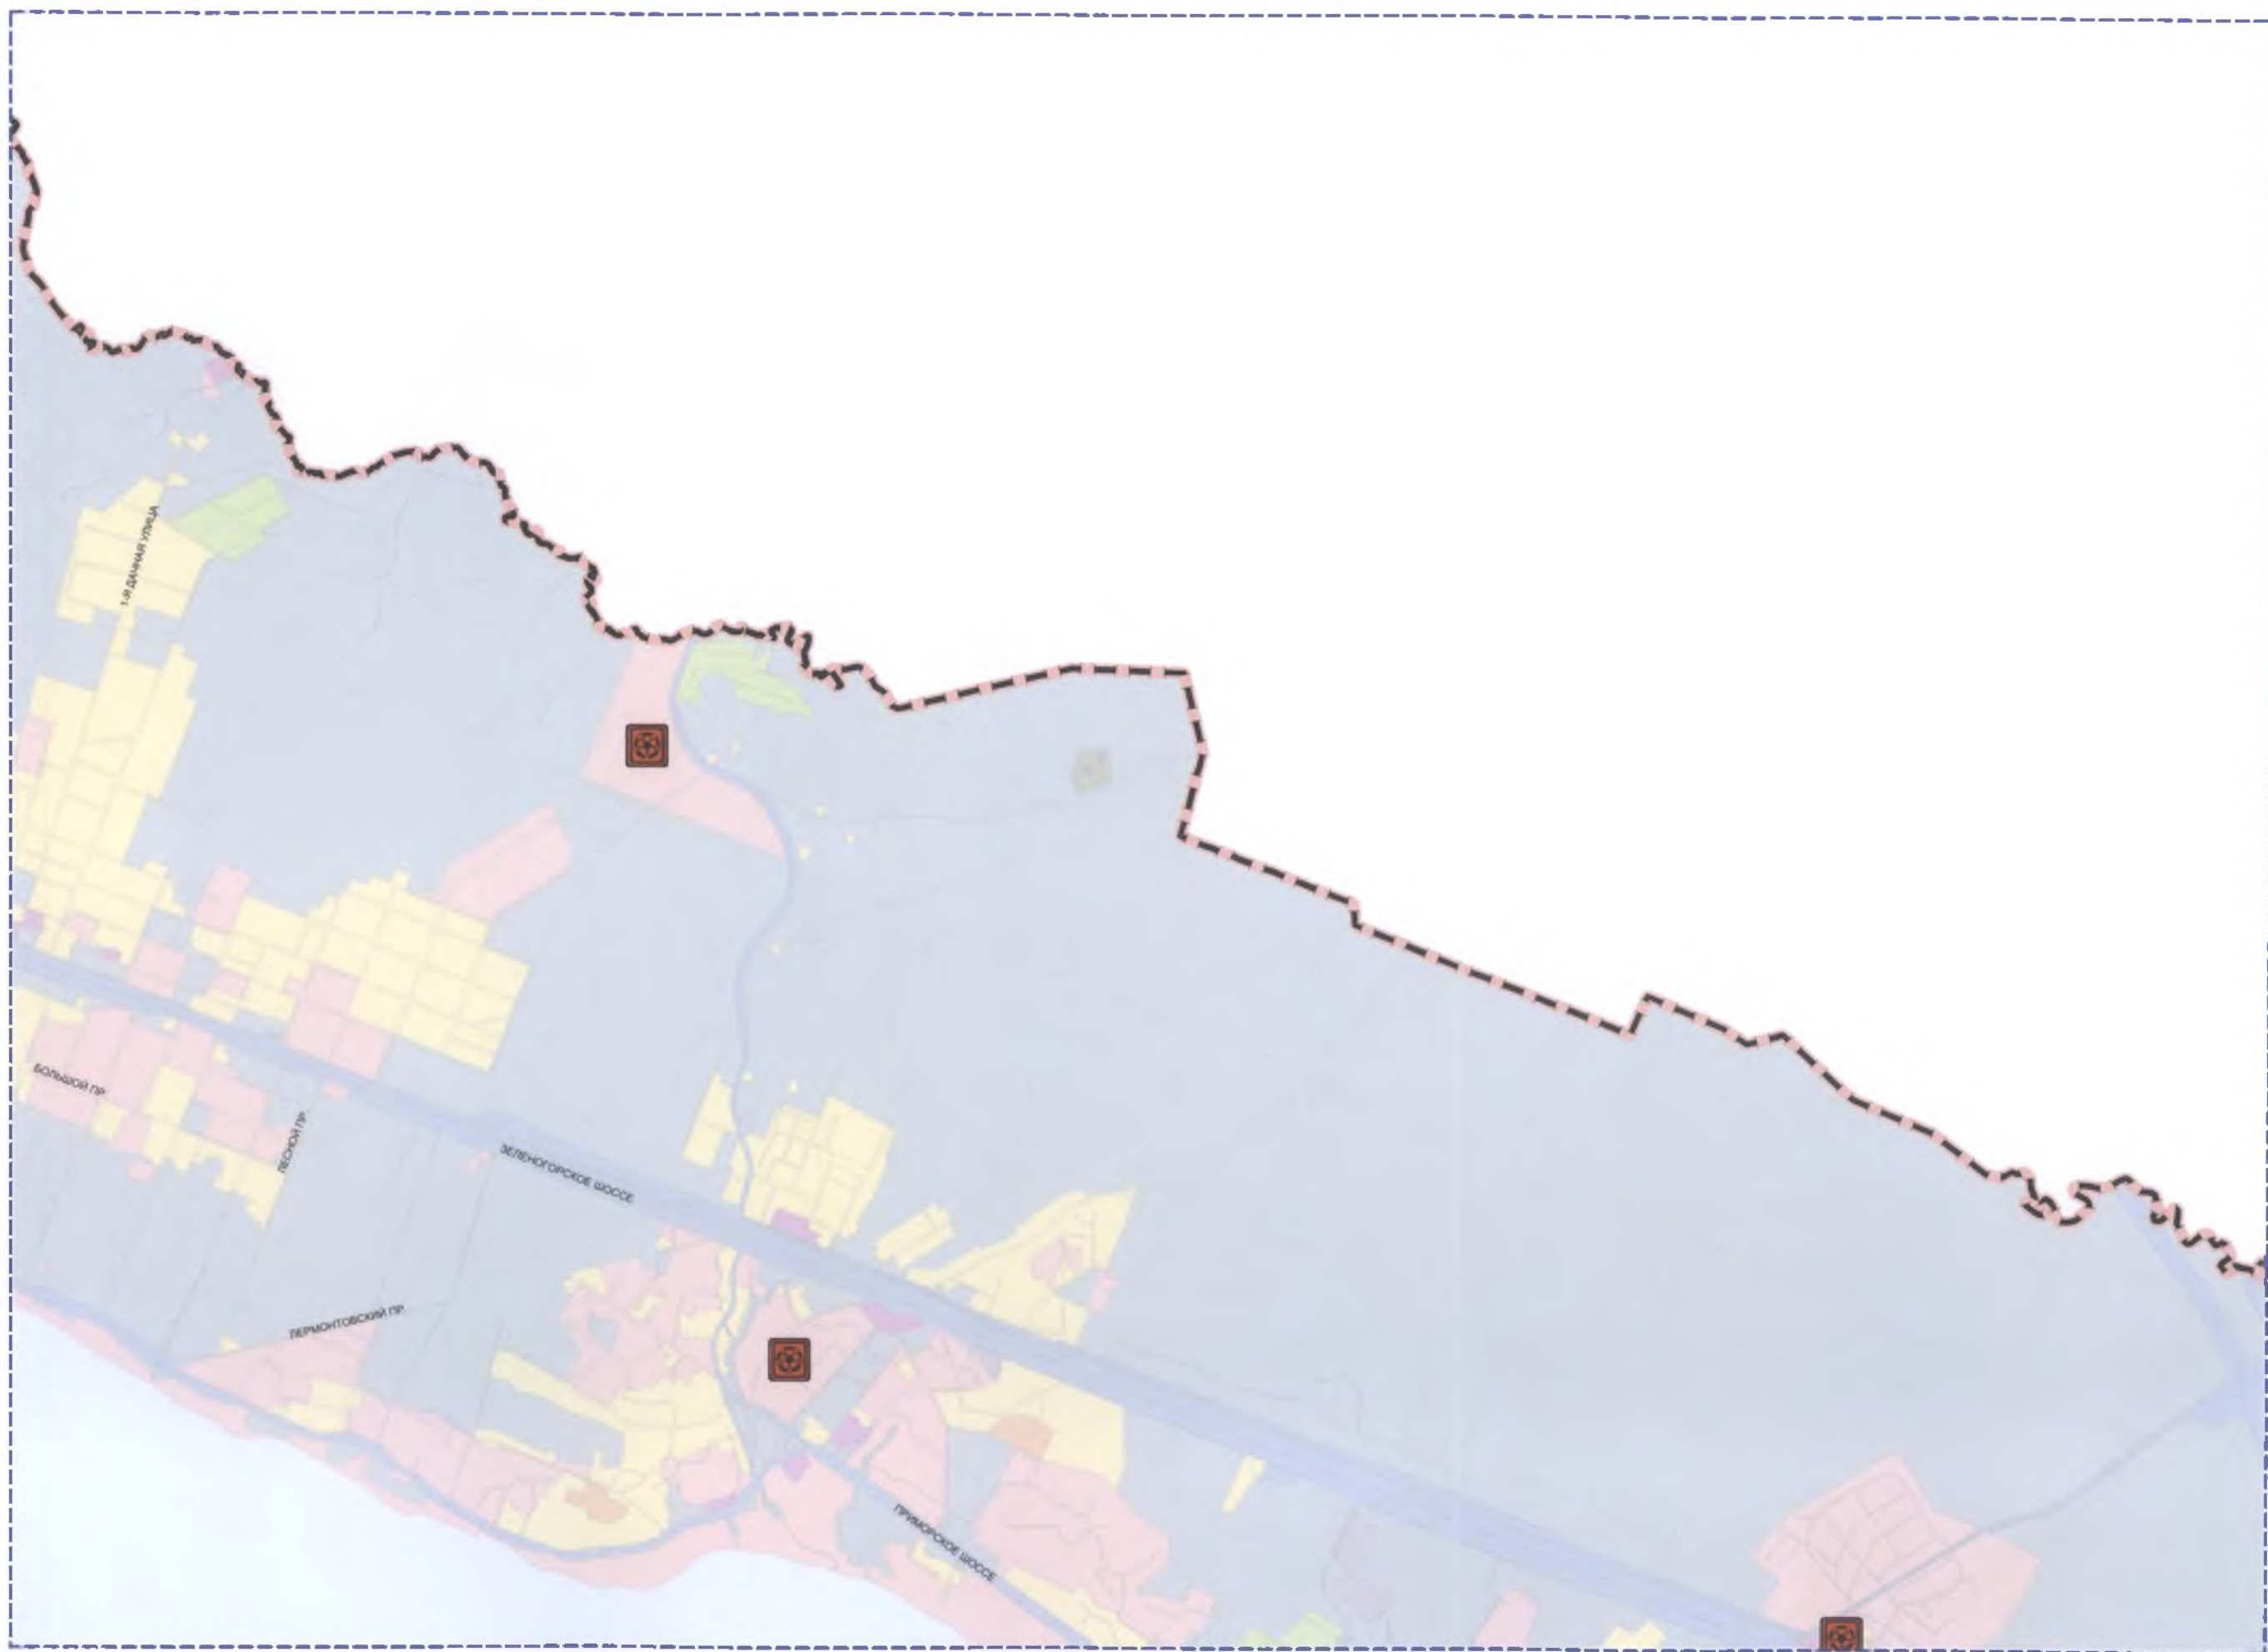 1-Я ДАЧНАЯ УЛИЦА
БОЛЬШОЙ ПР.
ЛЕСНОЙ ПР.
ЗЕЛЕНОГОРСКОЕ ШОССЕ
ЛЕРМОНТОВСКИЙ ПР.
ПРИМОРСКОЕ ШОССЕ